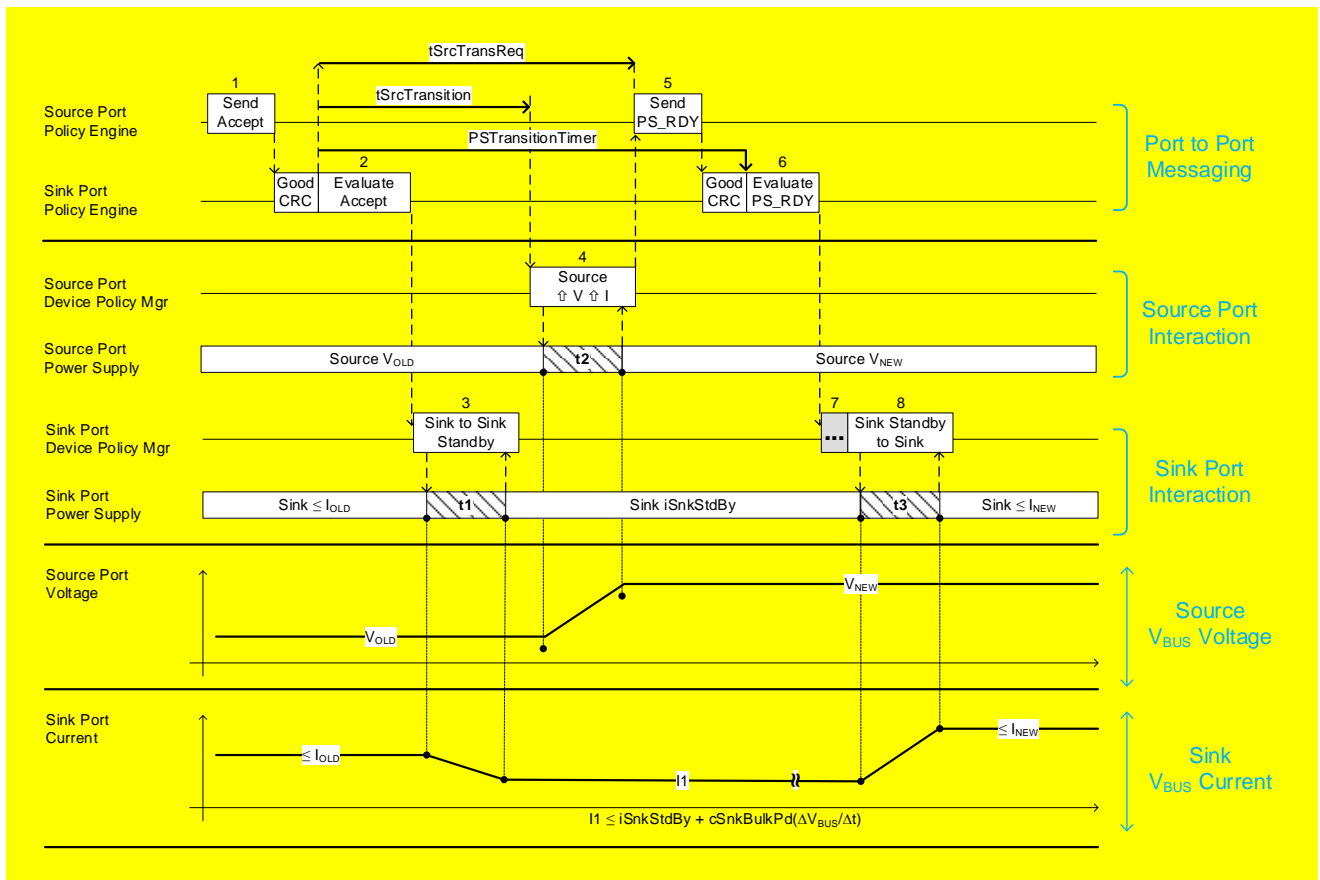 tSrcTransReq
1
5
Source Port
Policy Engine
Send
Accept
tSrcTransition
Send
PS_RDY
PSTransitionTimer
Port to Port
Messaging
2
6
Sink Port
Policy Engine
Good
CRC
Evaluate
Accept
Good
CRC
Evaluate
PS_RDY
4
Source Port
Device Policy Mgr
Source
⇧ V ⇧ I
Source Port
Interaction
Source Port
Power Supply
Source VOLD
t2
Source VNEW
3
7
8
Sink Port
Device Policy Mgr
Sink to Sink
Standby
...
Sink Standby
to Sink
Sink Port
Interaction
Sink Port
Power Supply
Sink ≤ IOLD
t1
Sink iSnkStdBy
t3
Sink ≤ INEW
Source Port
Voltage
VNEW
VOLD
Source
VBUS Voltage
Sink Port
Current
≤ INEW
≤ IOLD
I1
Sink
VBUS Current
I1 ≤ iSnkStdBy + cSnkBulkPd(ΔVBUS/Δt)